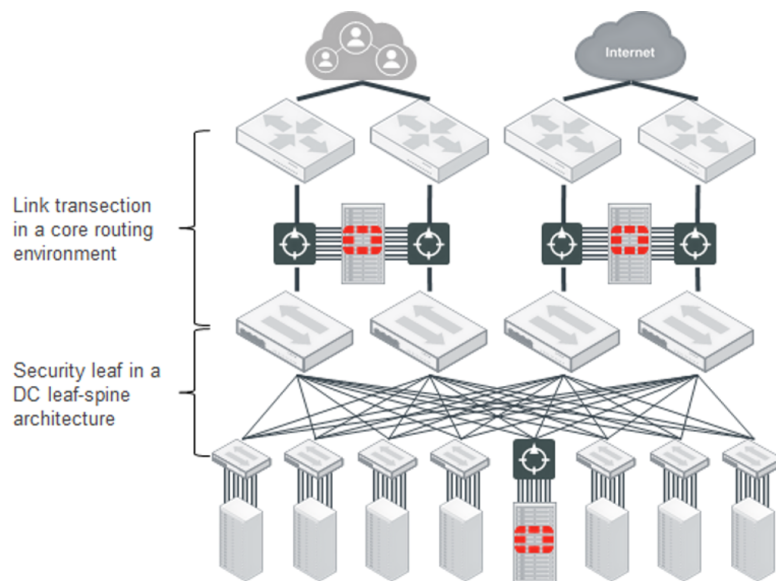 Internet
Link transection
in a core routing
environment
Security leaf in a
DC leaf-spine
architecture